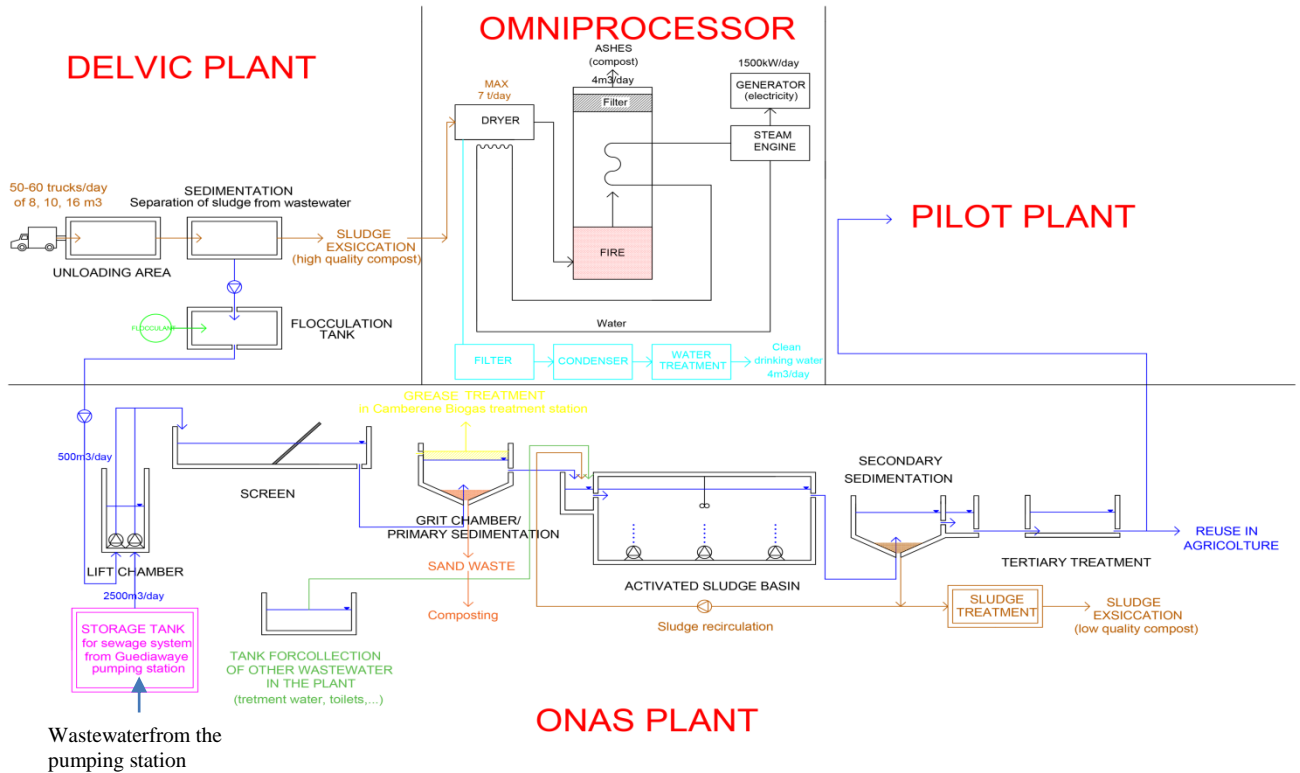 DELVIC PLANT
50-60 trucks/day
of 8, 10, 16 m3
UNLOADING AREA
SEDIMENTATION
Separation of sludge from wastewater
SLUDGE
EXSICCATION
(high quality compost)
FLOCCULANT
FLOCCULATION
TANK
OMNIPROCESSOR
MAX
7 t/day
DRYER
ASHES
(compost)
4m3/day
Filter
FIRE
1500kW/day
GENERATOR
(electricity)
STEAM
ENGINE
Water
FILTER
CONDENSER
WATER
TREATMENT
Clean
drinking water
4m3/day
PILOT PLANT
500m3/day
LIFT CHAMBER
2500m3/day
STORAGE TANK
for sewage system
from Guediawaye
pumping station
Wastewaterfrom the
pumping station
SCREEN
GREASE TREATMENT
in Camberene Biogas treatment station
GRIT CHAMBER/
PRIMARY SEDIMENTATION
SAND WASTE
Composting
TANK FORCOLLECTION
OF OTHER WASTEWATER
IN THE PLANT
(tretment water, toilets,...)
ACTIVATED SLUDGE BASIN
Sludge recirculation
SECONDARY
SEDIMENTATION
TERTIARY TREATMENT
REUSE IN
AGRICOLTURE
SLUDGE
TREATMENT
SLUDGE
EXSICCATION
(low quality compost)
ONAS PLANT